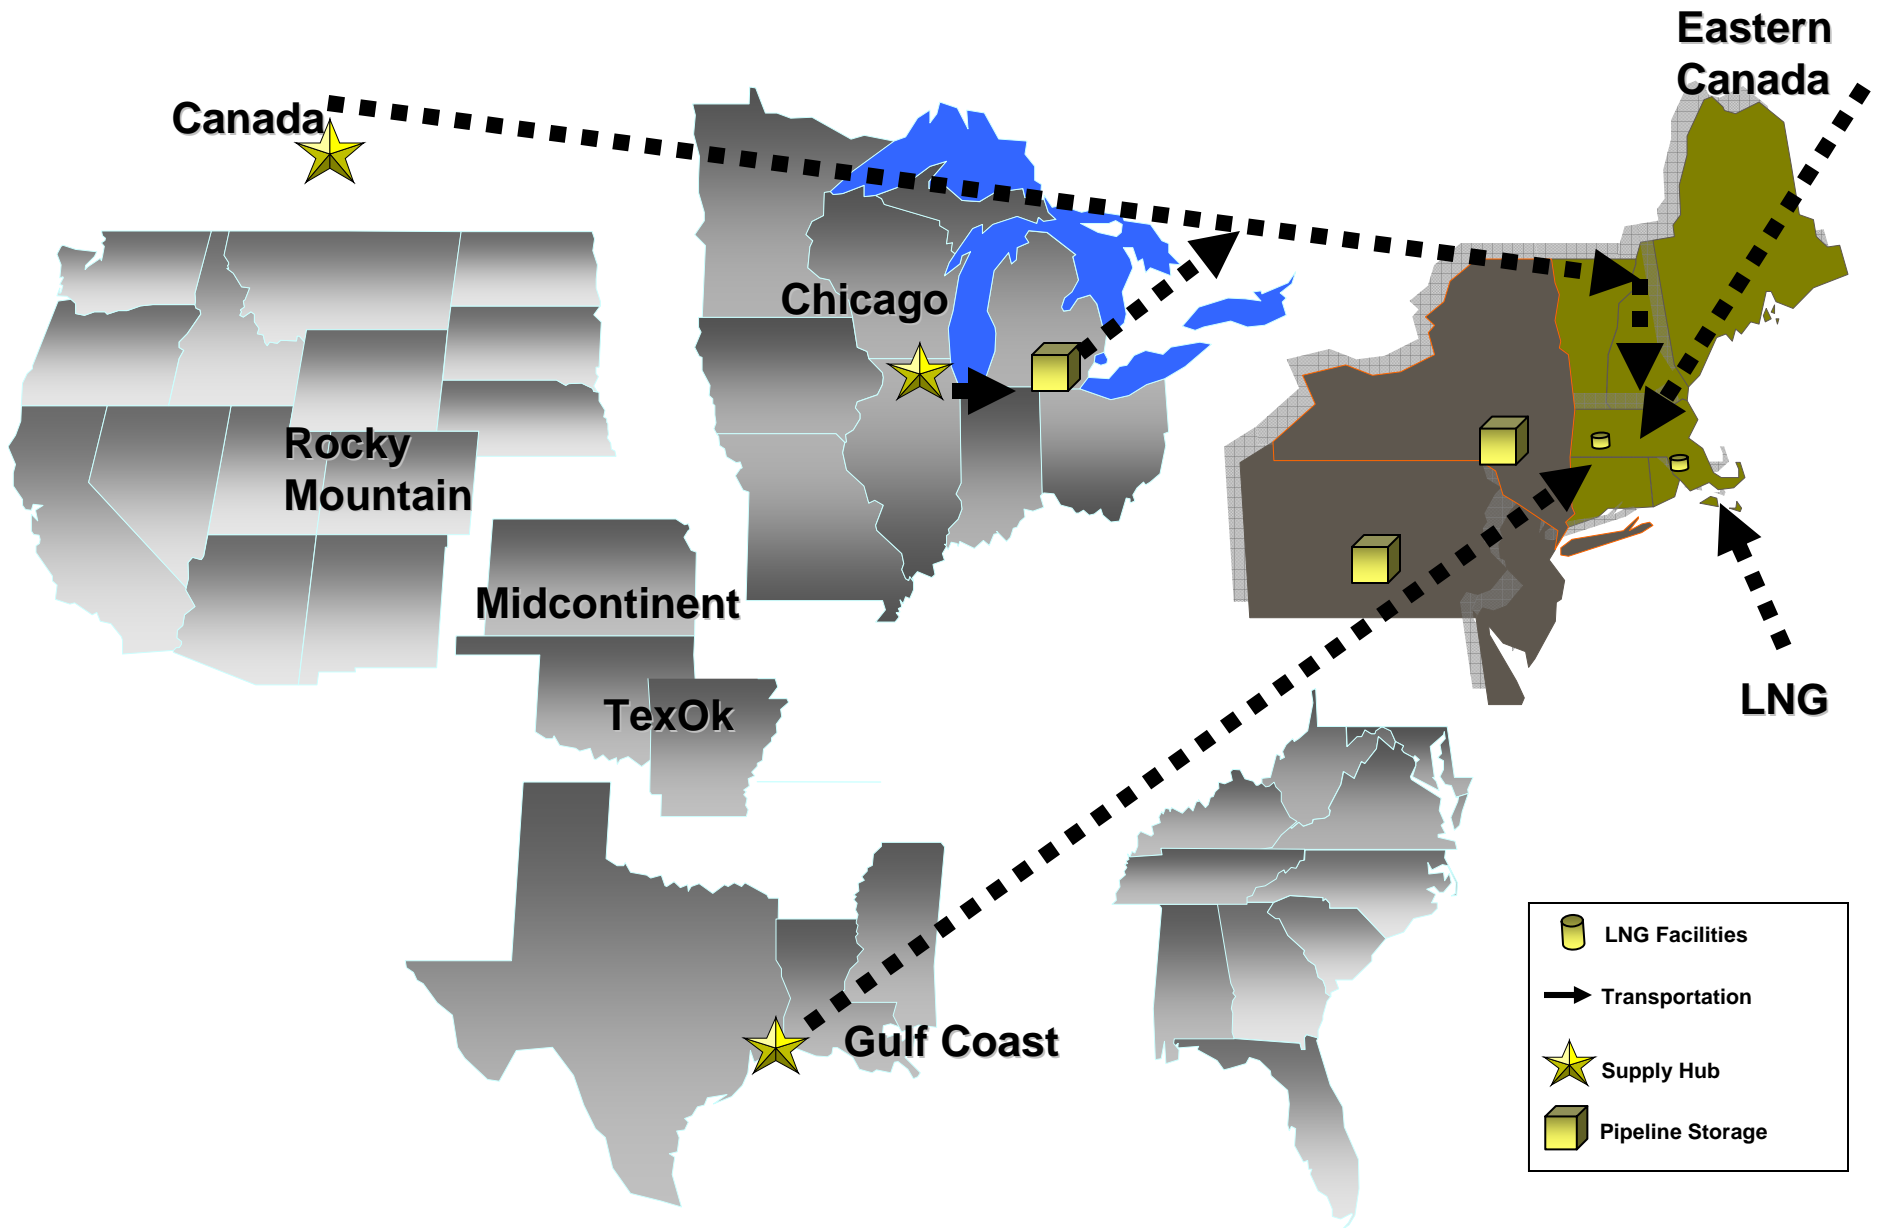 Eastern
Canada
Canada
Chicago
Rocky
Mountain
Midcontinent
TexOk
LNG
Gulf Coast
LNG Facilities
Transportation
Supply Hub
Pipeline Storage